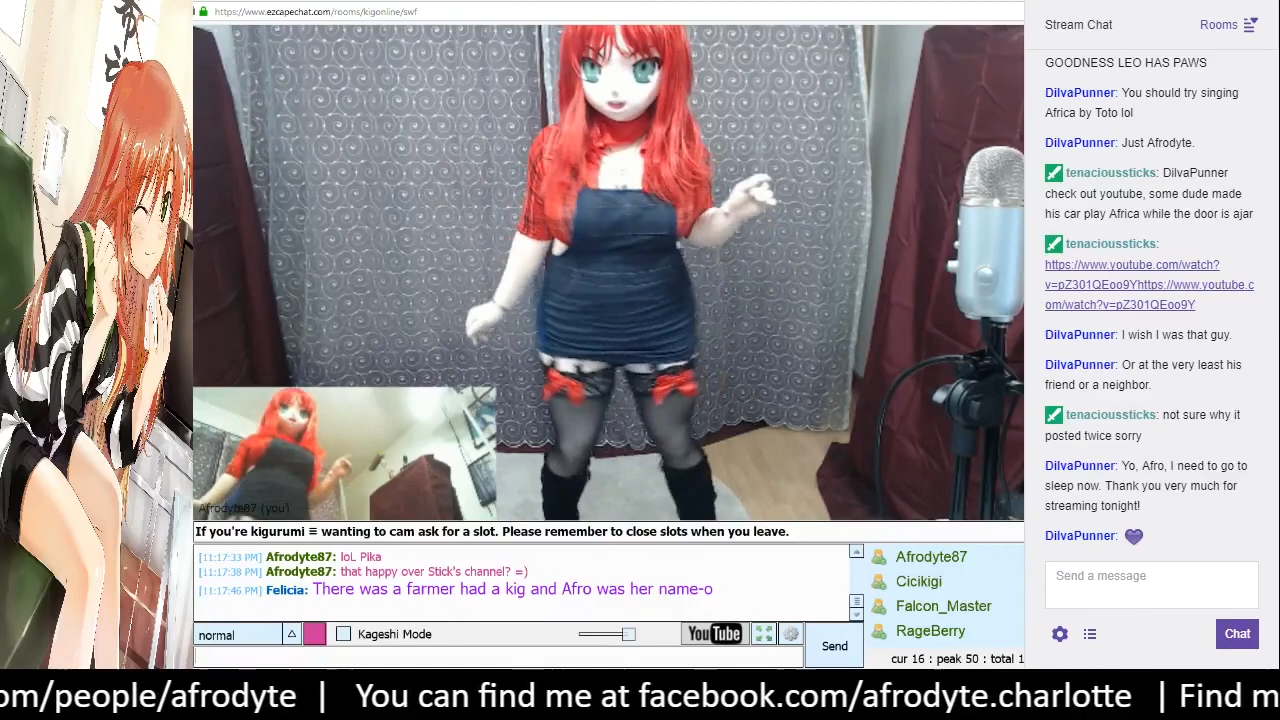 https://www.ezcapechat.com/rooms/kigonline/swf
Afrodyte87 (you)
If you're kigurumi ≡ wanting to cam ask for a slot. Please remember to close slots when you leave.
[11:17:33 PM] Afrodyte87: loL Pika
[11:17:38 PM] Afrodyte87: that happy over Stick's channel? =)
[11:17:46 PM] Felicia: There was a farmer had a kig and Afro was her name-o
normal
Kageshi Mode
YouTube
Send
Afrodyte87
Cicikigi
Falcon_Master
RageBerry
cur 16 : peak 50 : total 1
Stream Chat
Rooms
GOODNESS LEO HAS PAWS
DilvaPunner: You should try singing
Africa by Toto lol
DilvaPunner: Just Afrodyte.
tenacioussticks: DilvaPunner
check out youtube, some dude made
his car play Africa while the door is ajar
tenacioussticks:
https://www.youtube.com/watch?
v=pZ301QEoo9Yhttps://www.youtube.c
om/watch?v=pZ301QEoo9Y
DilvaPunner: I wish I was that guy.
DilvaPunner: Or at the very least his
friend or a neighbor.
tenacioussticks: not sure why it
posted twice sorry
DilvaPunner: Yo, Afro, I need to go to
sleep now. Thank you very much for
streaming tonight!
DilvaPunner:
Send a message
Chat
om/people/afrodyte | You can find me at facebook.com/afrodyte.charlotte | Find m